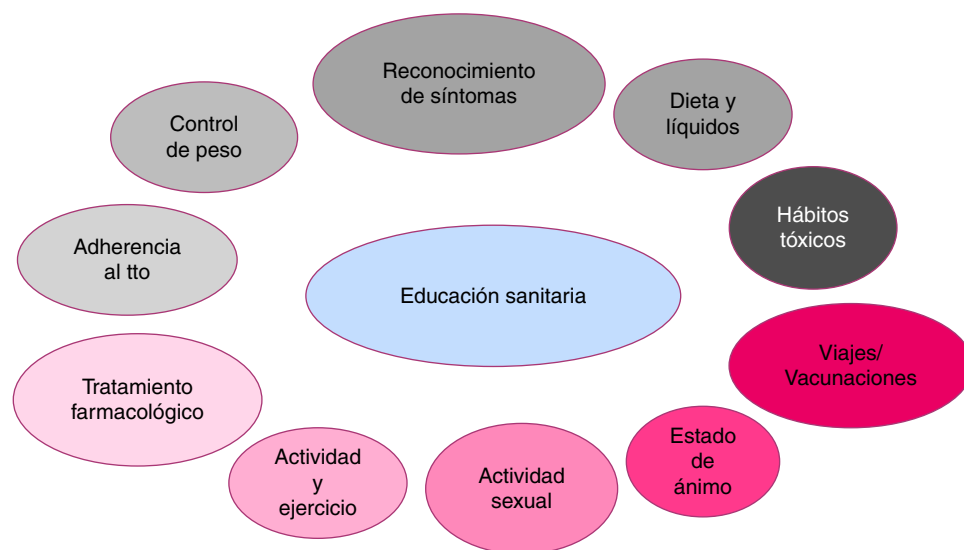 Reconocimiento
de síntomas
Dieta y
líquidos
Control
de peso
Hábitos
tóxicos
Adherencia
al tto
Educación sanitaria
Viajes/
Vacunaciones
Tratamiento
farmacológico
Estado
de
ánimo
Actividad
y
ejercicio
Actividad
sexual